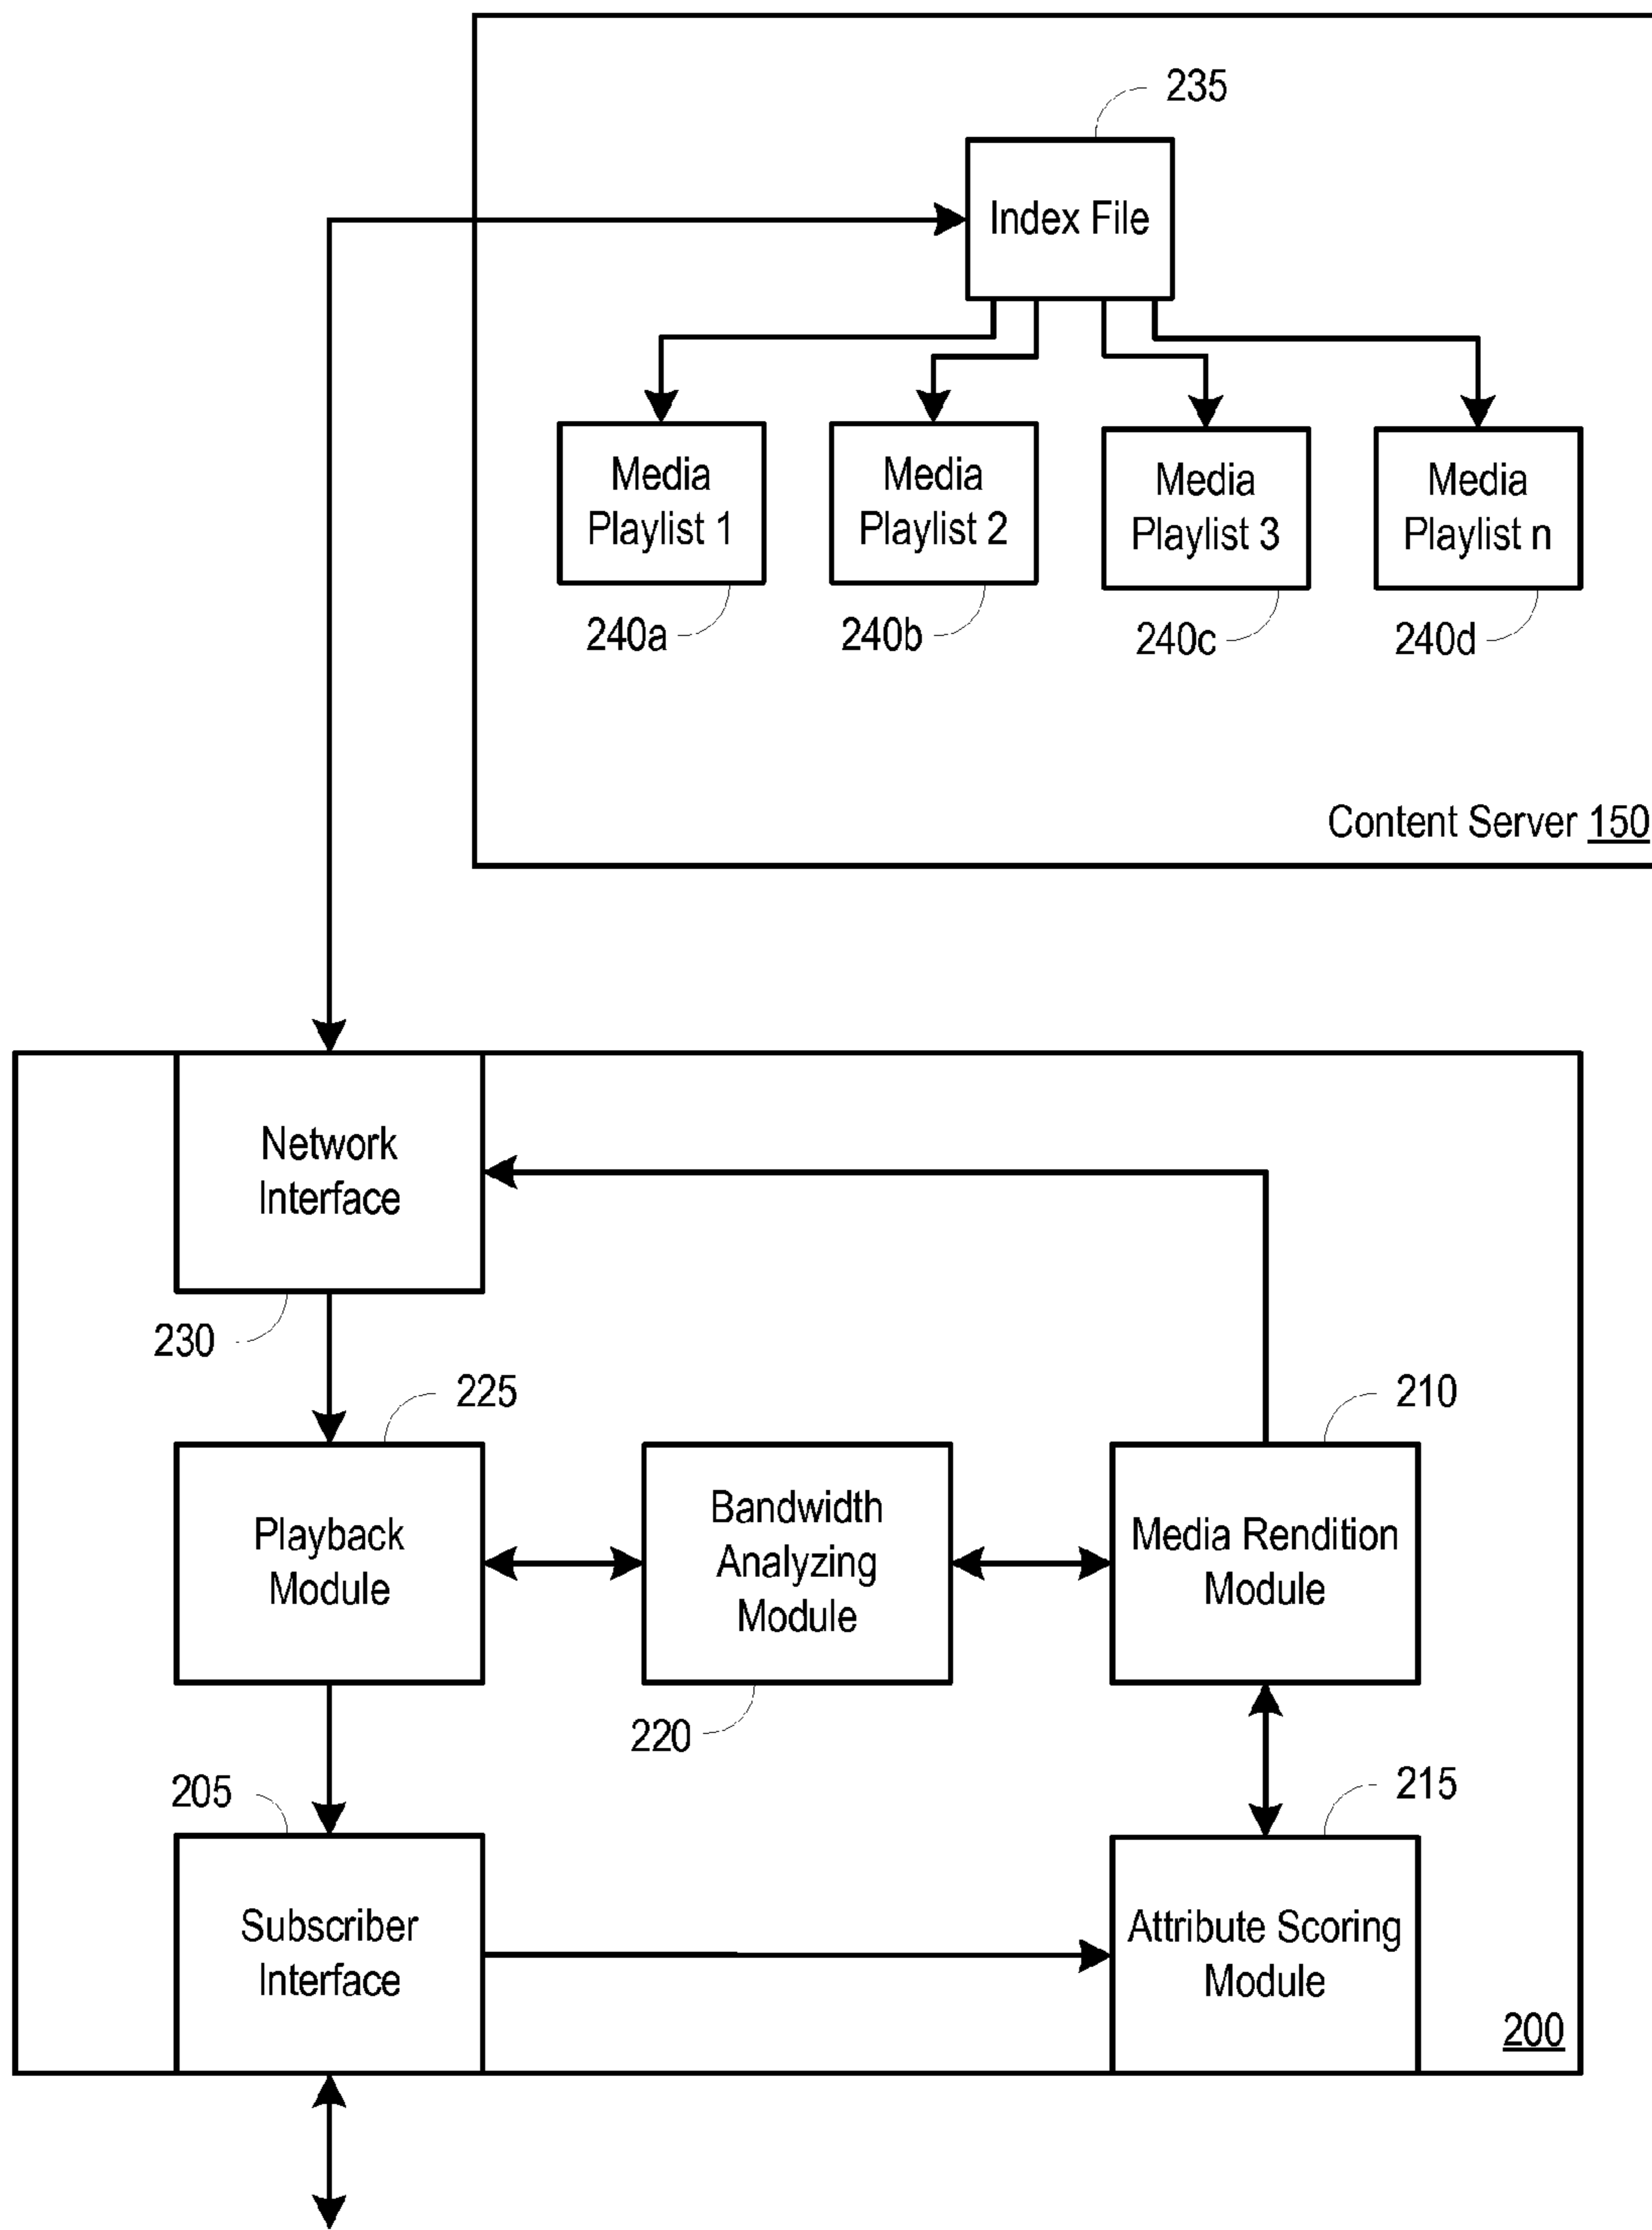 235
Index File
Media
Playlist 1
Media
Playlist 2
Media
Playlist 3
Media
Playlist n
240a
240b
240c
240d
Content Server 150
Network
Interface
230
225
210
Playback
Module
Bandwidth
Analyzing
Module
Media Rendition
Module
220
205
215
Subscriber
Interface
Attribute Scoring
Module
200